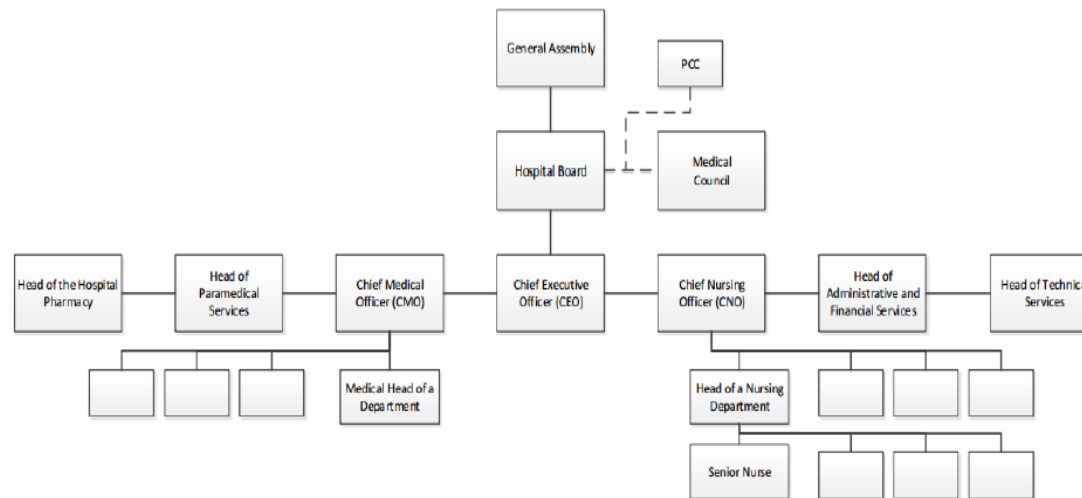 General Assembly
PCC
Hospital Board
Medical
Council
Head of the Hospital
Pharmacy
Head of
Paramedical
Services
Chief Medical
Officer (CMO)
Chief Executive
Officer (CEO)
Chief Nursing
Officer (CNO)
Head of
Administrative and
Financial Services
Head of Technica
Services
Medical Head of a
Department
Head of a Nursing
Department
Senior Nurse